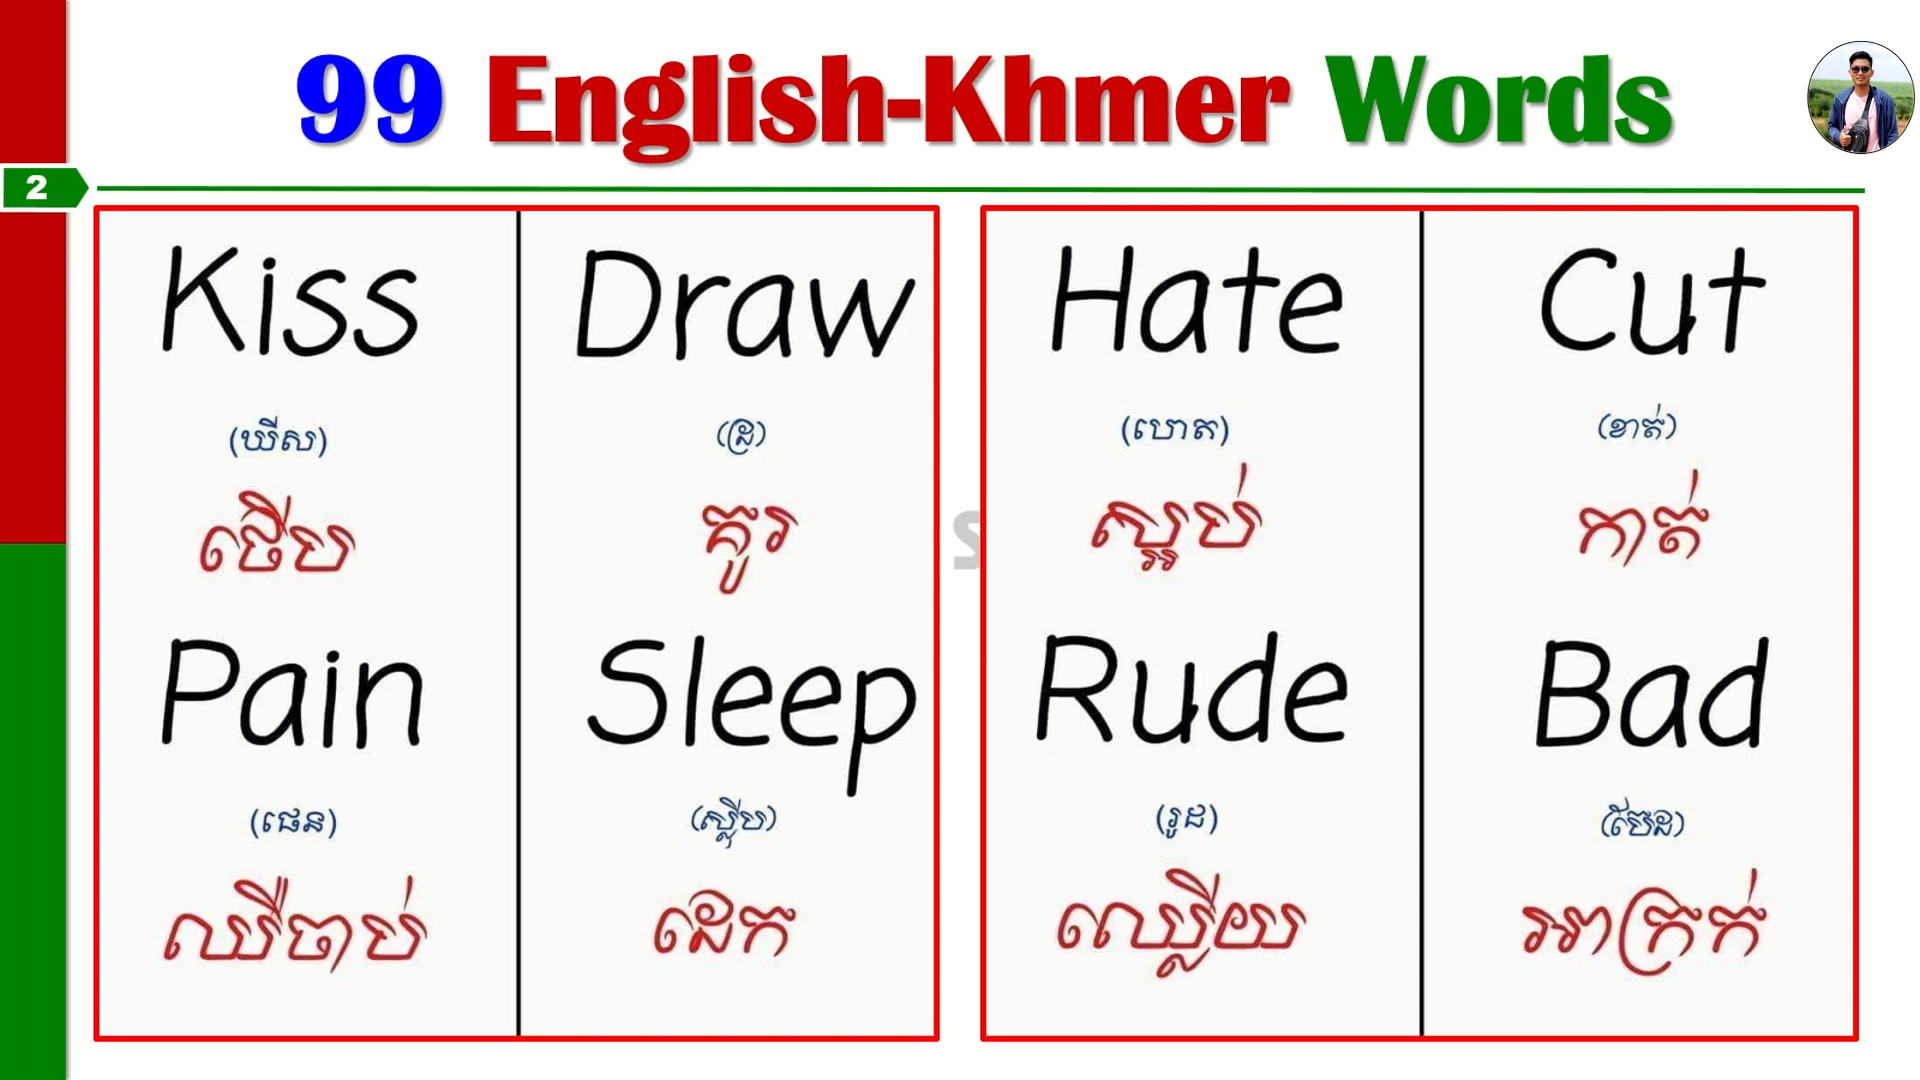 99 English-Khmer Words
2
Kiss
(ឃីស)
ថើប
Draw
(ដ្រ)
គូរ
Pain
(ផេន)
ឈឺចាប់
Sleep
(ស្លីប)
ដេក
Hate
(ហេត)
ស្អប់
Cut
(ខាត់)
កាត់
Rude
(រូដ)
ឈ្លើយ
Bad
(បែដ)
អាក្រក់